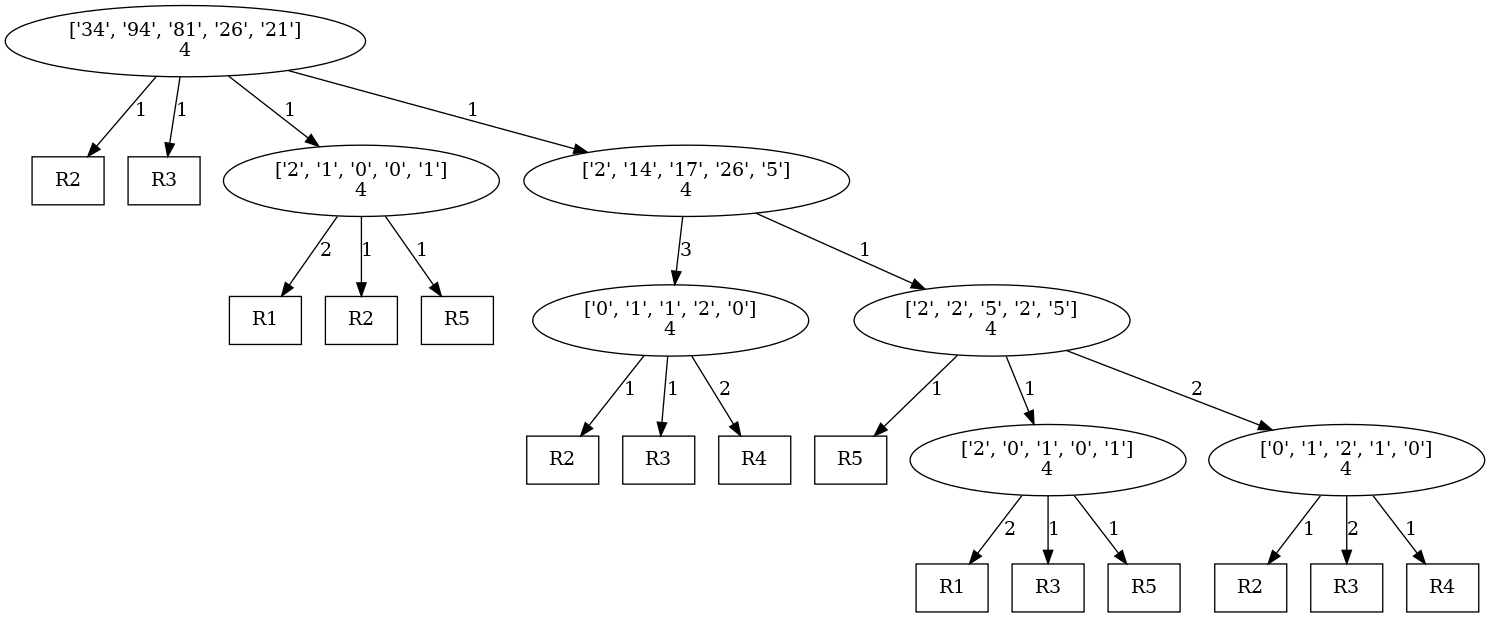 ['34', '94', '81', '26', '21']
4
1
1
1
1
R2
R3
['2', '1', '0', '0', '1']
4
['2', '14', '17', '26', '5']
4
2
1
1
3
1
R1
R2
R5
['0', '1', '1', '2', '0']
4
['2', '2', '5', '2', '5']
4
1
1
2
1
1
2
R2
R3
R4
R5
['2', '0', '1', '0', '1']
4
['0', '1', '2', '1', '0']
4
2
1
1
1
2
1
R1
R3
R5
R2
R3
R4